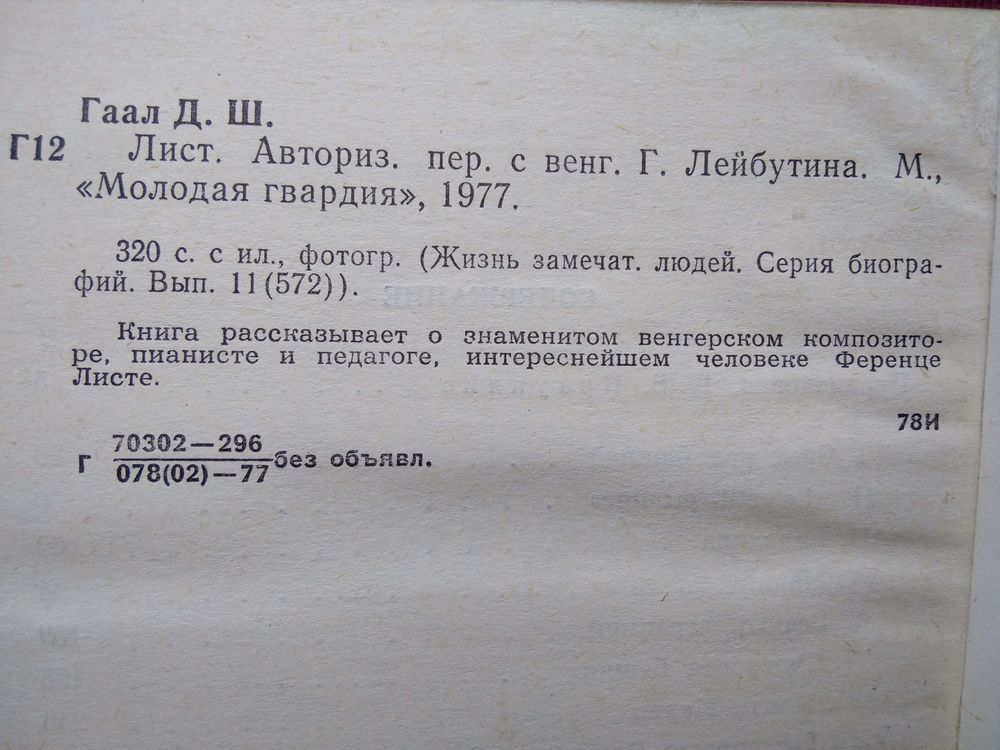 Гаал Д. Ш.
Г12 Лист. Авториз. пер. с венг. Г. Лейбутина. М.,
«Молодая гвардия», 1977.
320 с. с ил., фотогр. (Жизнь замечат. людей. Серия биогра-
фий. Вып. 11(572)).
Книга рассказывает о знаменитом венгерском композито-
ре, пианисте и педагоге, интереснейшем человеке Ференце
Листе.
78И
70302—296
Г без объявл.
078(02)—77